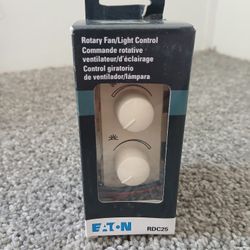 Rotary Fan/Light Control
Commande rotative
ventilateur/d'éclairage
Control giratorio
de ventilador/lámpara
EATON
RDC25